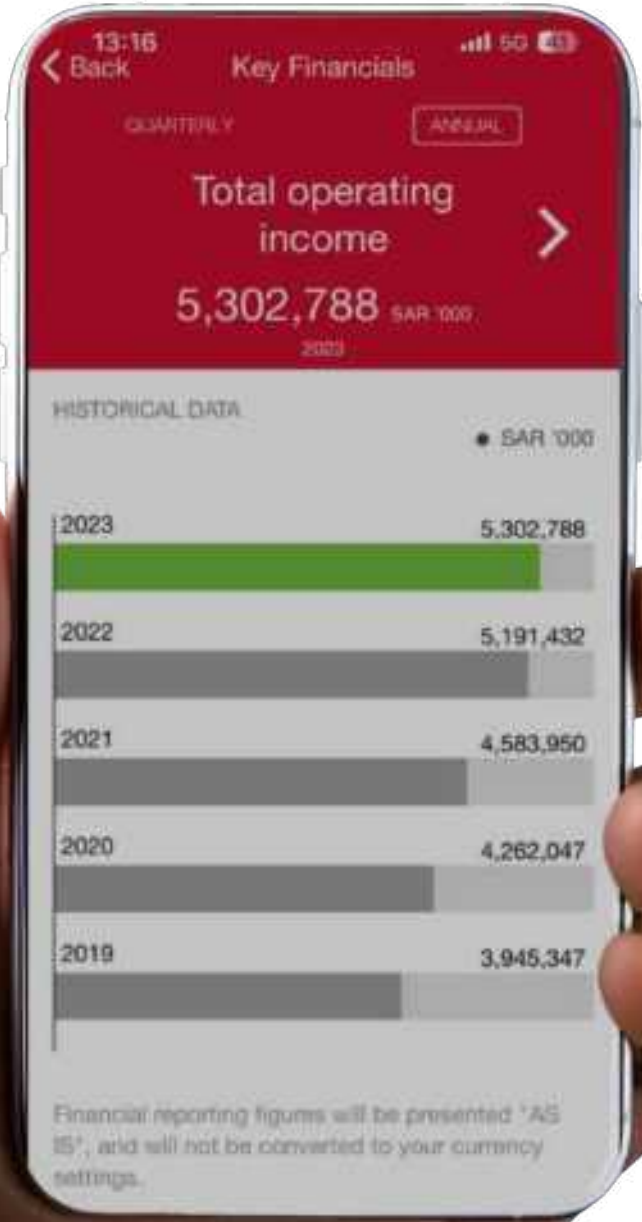 13:16
5G 43
Back
Key Financials
QUARTERLY
ANNUAL
Total operating
income
5,302,788 SAR '000
2023
HISTORICAL DATA
• SAR '000
2023 5,302,788
2022 5,191,432
2021 4,583,950
2020 4,262,047
2019 3,945,347
Financial reporting figures will be presented "AS
IS", and will not be converted to your currency
settings.